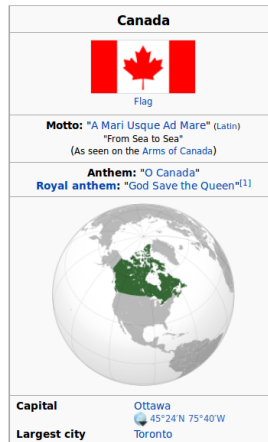 Canada
Flag
Motto: "A Mari Usque Ad Mare" (Latin)
"From Sea to Sea"
(As seen on the Arms of Canada)
Anthem: "O Canada"
Royal anthem: "God Save the Queen"[1]
Capital Ottawa
45°24′N 75°40′W
Largest city Toronto